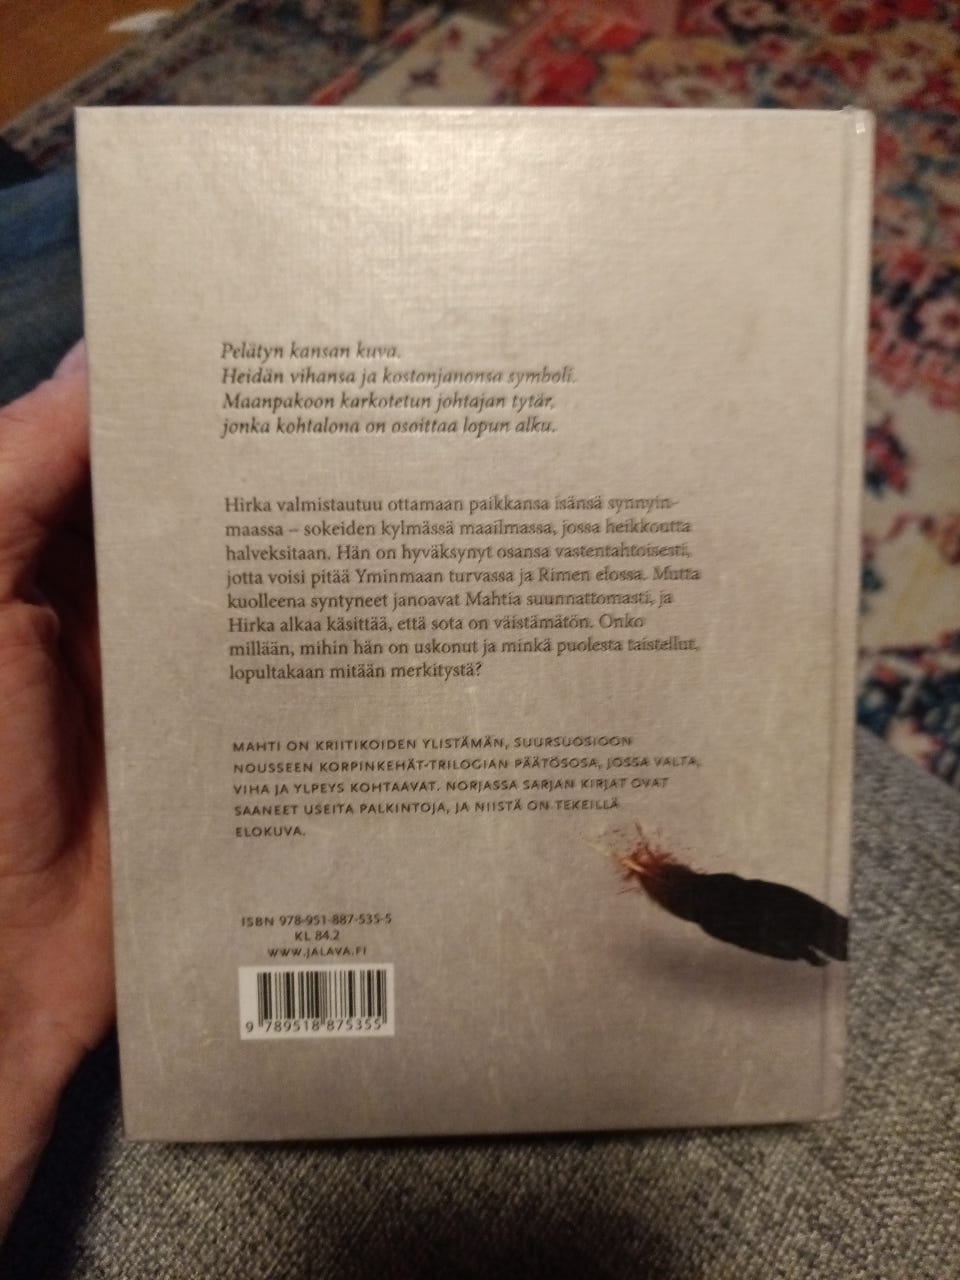 Pelätyn kansan kuva.
Heidän vihansa ja kostonjanonsa symboli.
Maanpakoon karkotetun johtajan tytär,
jonka kohtalona on osoittaa lopun alku.
Hirka valmistautuu ottamaan paikkansa isänsä synnyin-
maassa – sokeiden kylmässä maailmassa, jossa heikkoutta
halveksitaan. Hän on hyväksynyt osansa vastentahtoisesti,
jotta voisi pitää Yminmaan turvassa ja Rimen elossa. Mutta
kuolleena syntyneet janoavat Mahtia suunnattomasti, ja
Hirka alkaa käsittää, että sota on väistämätön. Onko
millään, mihin hän on uskonut ja minkä puolesta taistellut,
lopultakaan mitään merkitystä?
MAHTI ON KRIITIKOIDEN YLISTÄMÄN, SUURSUOSIOON
NOUSSEEN KORPINKEHÄT-TRILOGIAN PÄÄTÖSOSA, JOSSA VALTA,
VIHA JA YLPEYS KOHTAAVAT. NORJASSA SARJAN KIRJAT OVAT
SAANEET USEITA PALKINTOJA, JA NIISTÄ ON TEKEILLÄ
ELOKUVA.
ISBN 978-951-887-535-5
KL 84.2
WWW.JALAVA.FI
9 789518 875355